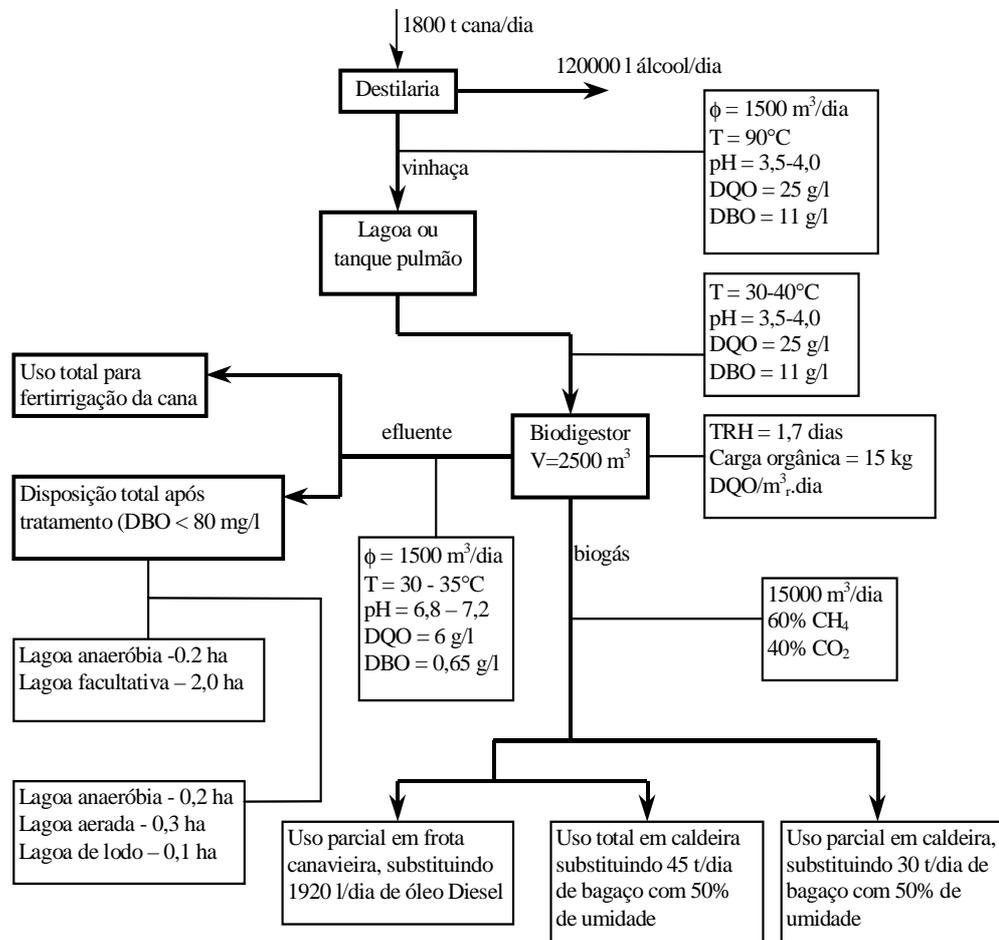 1800 t cana/dia
Destilaria
120000 l álcool/dia
ϕ = 1500 m³/dia
T = 90°C
pH = 3,5-4,0
DQO = 25 g/l
DBO = 11 g/l
vinhaça
Lagoa ou
tanque pulmão
T = 30-40°C
pH = 3,5-4,0
DQO = 25 g/l
DBO = 11 g/l
Uso total para
fertirrigação da cana
efluente
Biodigestor
V=2500 m³
TRH = 1,7 dias
Carga orgânica = 15 kg
DQO/m³ᵣ.dia
Disposição total após
tratamento (DBO < 80 mg/l
ϕ = 1500 m³/dia
T = 30 - 35°C
pH = 6,8 – 7,2
DQO = 6 g/l
DBO = 0,65 g/l
biogás
15000 m³/dia
60% CH₄
40% CO₂
Lagoa anaeróbia -0.2 ha
Lagoa facultativa – 2,0 ha
Lagoa anaeróbia - 0,2 ha
Lagoa aerada - 0,3 ha
Lagoa de lodo – 0,1 ha
Uso parcial em frota
canavieira, substituindo
1920 l/dia de óleo Diesel
Uso total em caldeira
substituindo 45 t/dia
de bagaço com 50%
de umidade
Uso parcial em caldeira,
substituindo 30 t/dia de
bagaço com 50% de
umidade